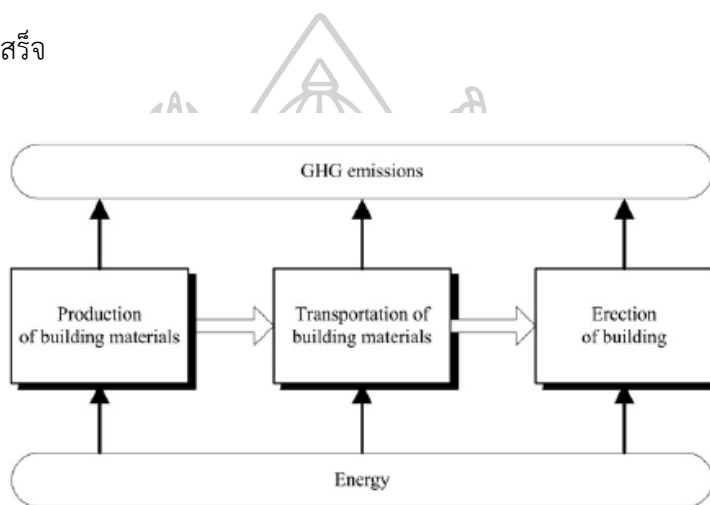 สร็จ
GHG emissions
Production
of building materials
Transportation of
building materials
Erection
of building
Energy